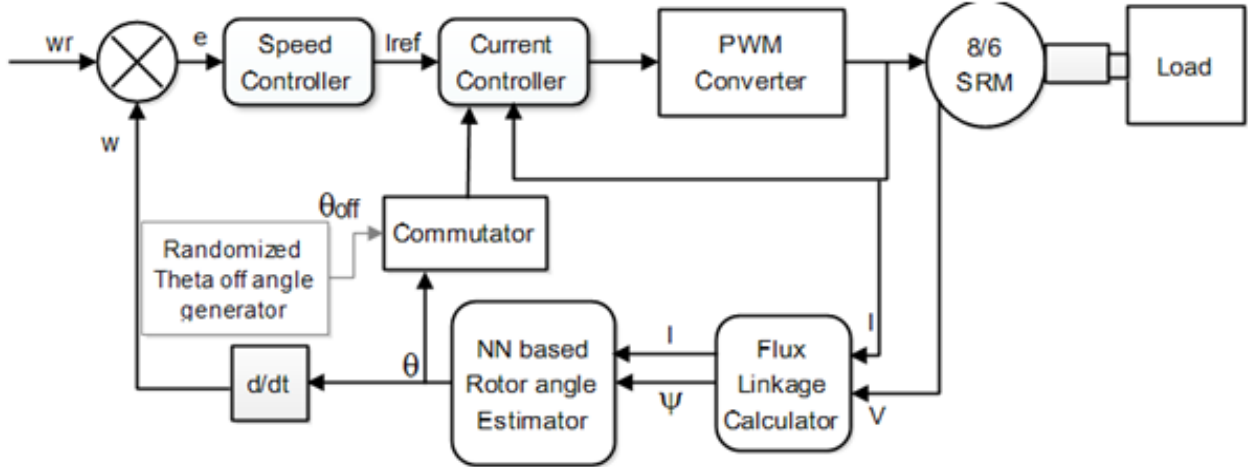 wr
e
Speed
Controller
Iref
Current
Controller
PWM
Converter
8/6
SRM
Load
w
θoff
Randomized
Theta off angle
generator
Commutator
d/dt
θ
NN based
Rotor angle
Estimator
I
ψ
Flux
Linkage
Calculator
I
V